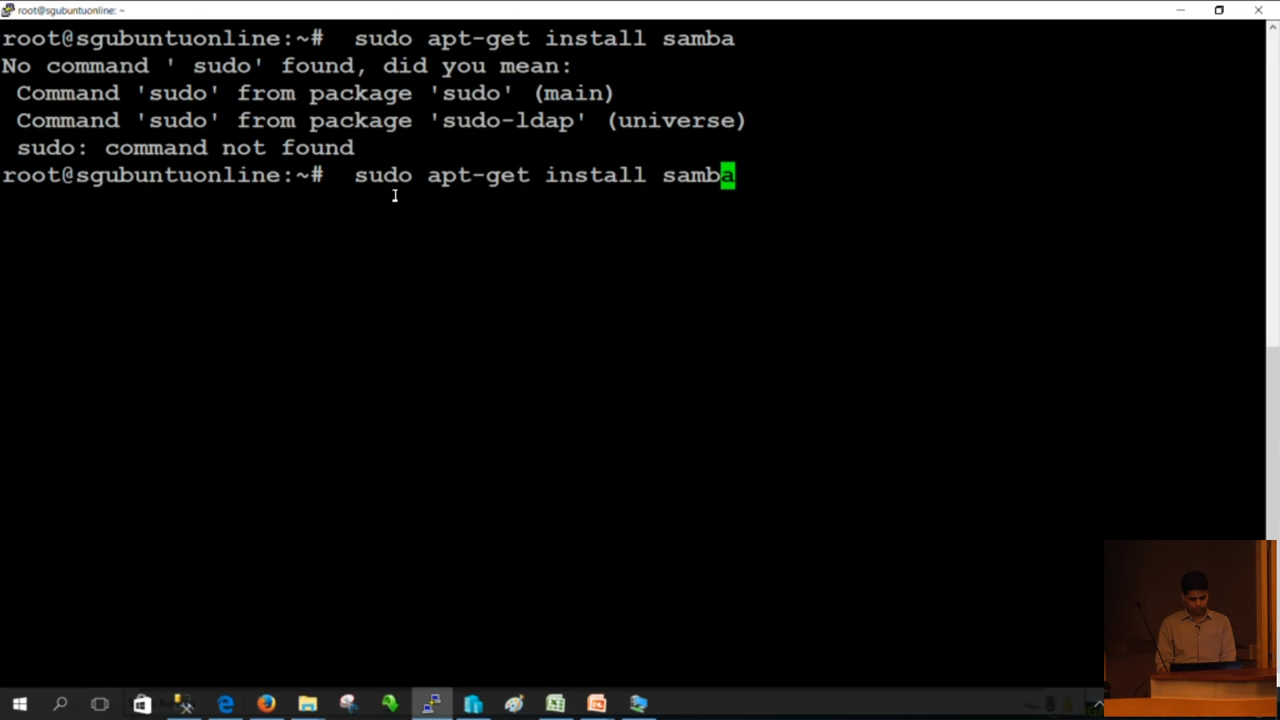 root@sgubuntuonline: ~
root@sgubuntuonline:~#  sudo apt-get install samba
No command ' sudo' found, did you mean:
 Command 'sudo' from package 'sudo' (main)
 Command 'sudo' from package 'sudo-ldap' (universe)
 sudo: command not found
root@sgubuntuonline:~#  sudo apt-get install samba